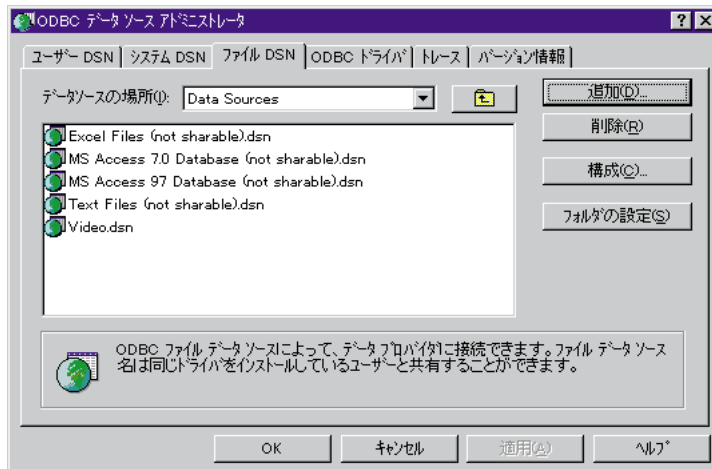 ODBC データ ソース アドミニストレータ
ユーザー DSN システム DSN ファイル DSN ODBC ドライバ トレース バージョン情報
データソースの場所(I): Data Sources
追加(D)...
Excel Files (not sharable).dsn
削除(R)
MS Access 7.0 Database (not sharable).dsn
MS Access 97 Database (not sharable).dsn
構成(C)...
Text Files (not sharable).dsn
フォルダの設定(S)
Video.dsn
ODBC ファイル データ ソースによって、データ プロバイダに接続できます。ファイル データ ソース
名は同じドライバをインストールしているユーザーと共有することができます。
OK キャンセル 適用(A) ヘルプ